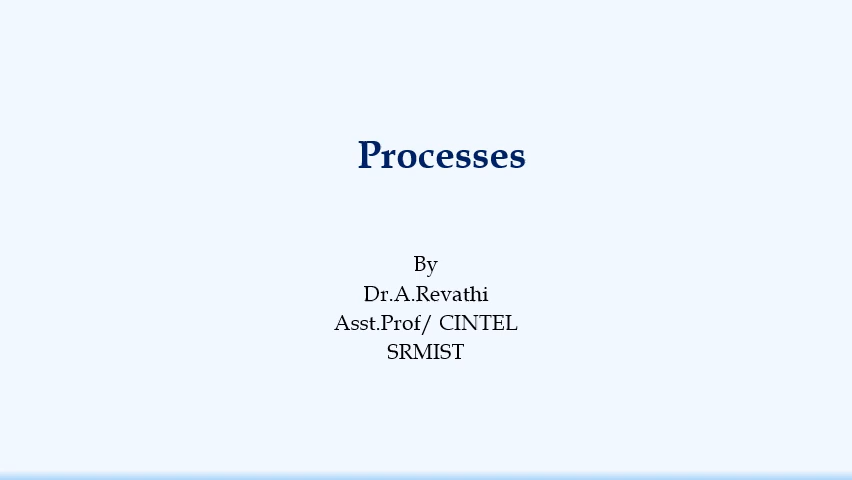 Processes
By
Dr.A.Revathi
Asst.Prof/ CINTEL
SRMIST